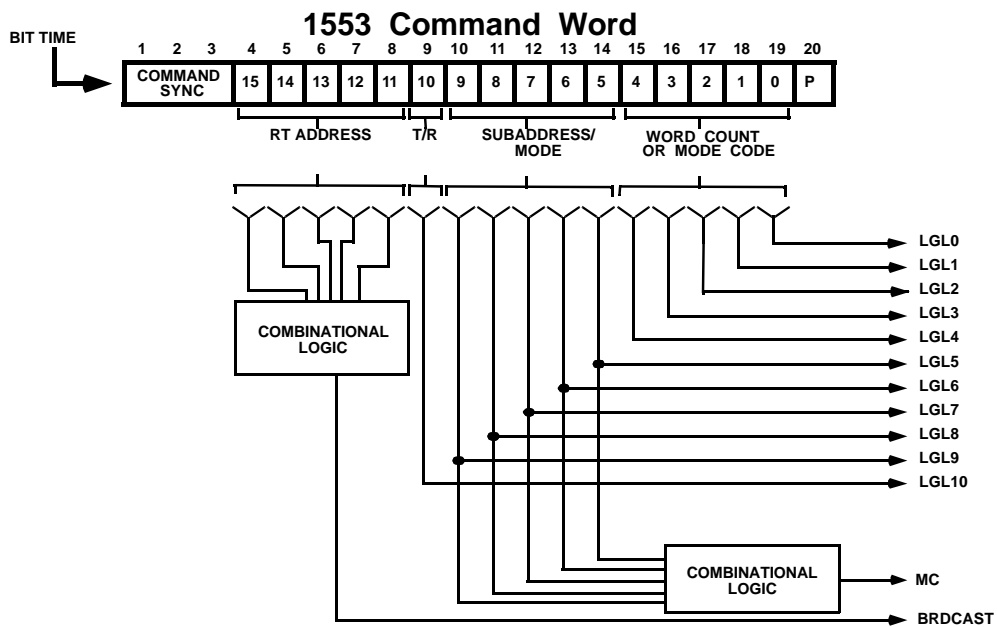 1553 Command Word
BIT TIME
1 2 3 4 5 6 7 8 9 10 11 12 13 14 15 16 17 18 19 20
COMMAND SYNC 15 14 13 12 11 10 9 8 7 6 5 4 3 2 1 0 P
RT ADDRESS
T/R
SUBADDRESS/
MODE
WORD COUNT
OR MODE CODE
LGL0
LGL1
LGL2
LGL3
LGL4
LGL5
LGL6
LGL7
LGL8
LGL9
LGL10
COMBINATIONAL
LOGIC
COMBINATIONAL
LOGIC
MC
BRDCAST